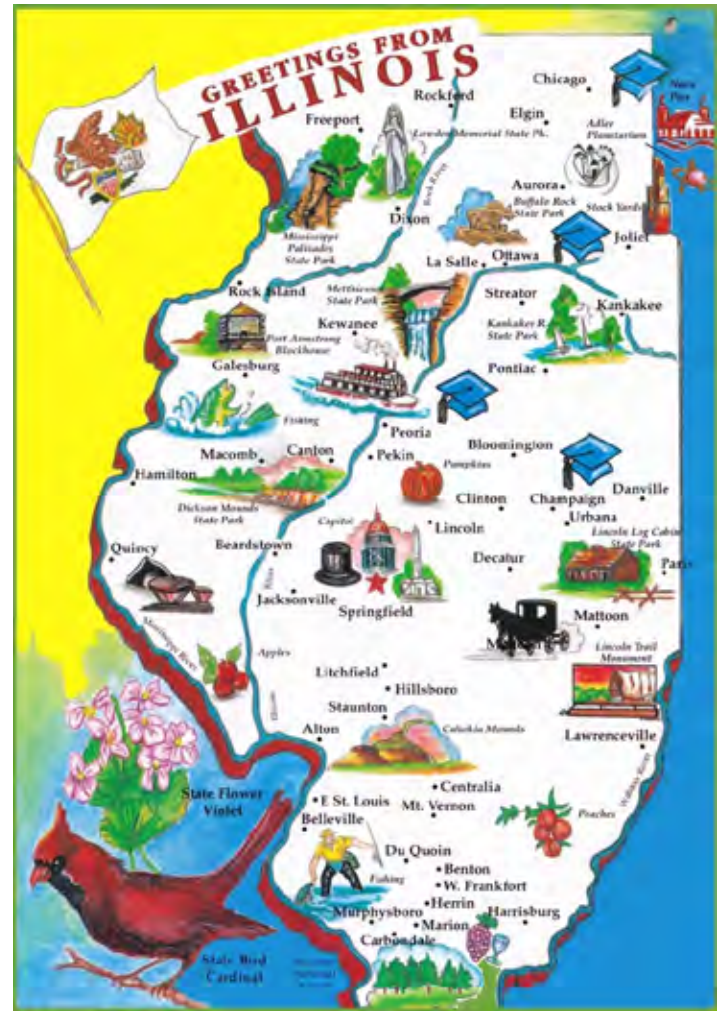 GREETINGS FROM
ILLINOIS
Rockford
Chicago
Navy
Pier
Freeport
Elgin
Lowden Memorial State Pk.
Adler
Planetarium
Rock River
Aurora
Dixon
Buffalo Rock
State Park
Stock Yards
Mississippi
Palisades
State Park
Joliet
La Salle
Ottawa
Rock Island
Matthiessen
State Park
Streator
Kankakee
Kewanee
Kankakee R.
State Park
Fort Armstrong
Blockhouse
Galesburg
Pontiac
Fishing
Peoria
Macomb
Canton
Bloomington
Pekin
Pumpkins
Hamilton
Danville
Clinton
Champaign
Dickson Mounds
State Park
Capitol
Lincoln
Urbana
Lincoln Log Cabin
State Park
Quincy
Beardstown
Decatur
Paris
Jacksonville
Springfield
Mattoon
Mississippi River
Apples
Lincoln Trail
Monument
Litchfield
Hillsboro
Staunton
Illinois
River
Alton
Cahokia Mounds
Lawrenceville
Wabash River
State Flower
Violet
Centralia
E St. Louis
Mt. Vernon
Belleville
Peaches
Du Quoin
Benton
Fishing
W. Frankfort
Herrin
Murphysboro
Harrisburg
Marion
Carbondale
State Bird
Cardinal